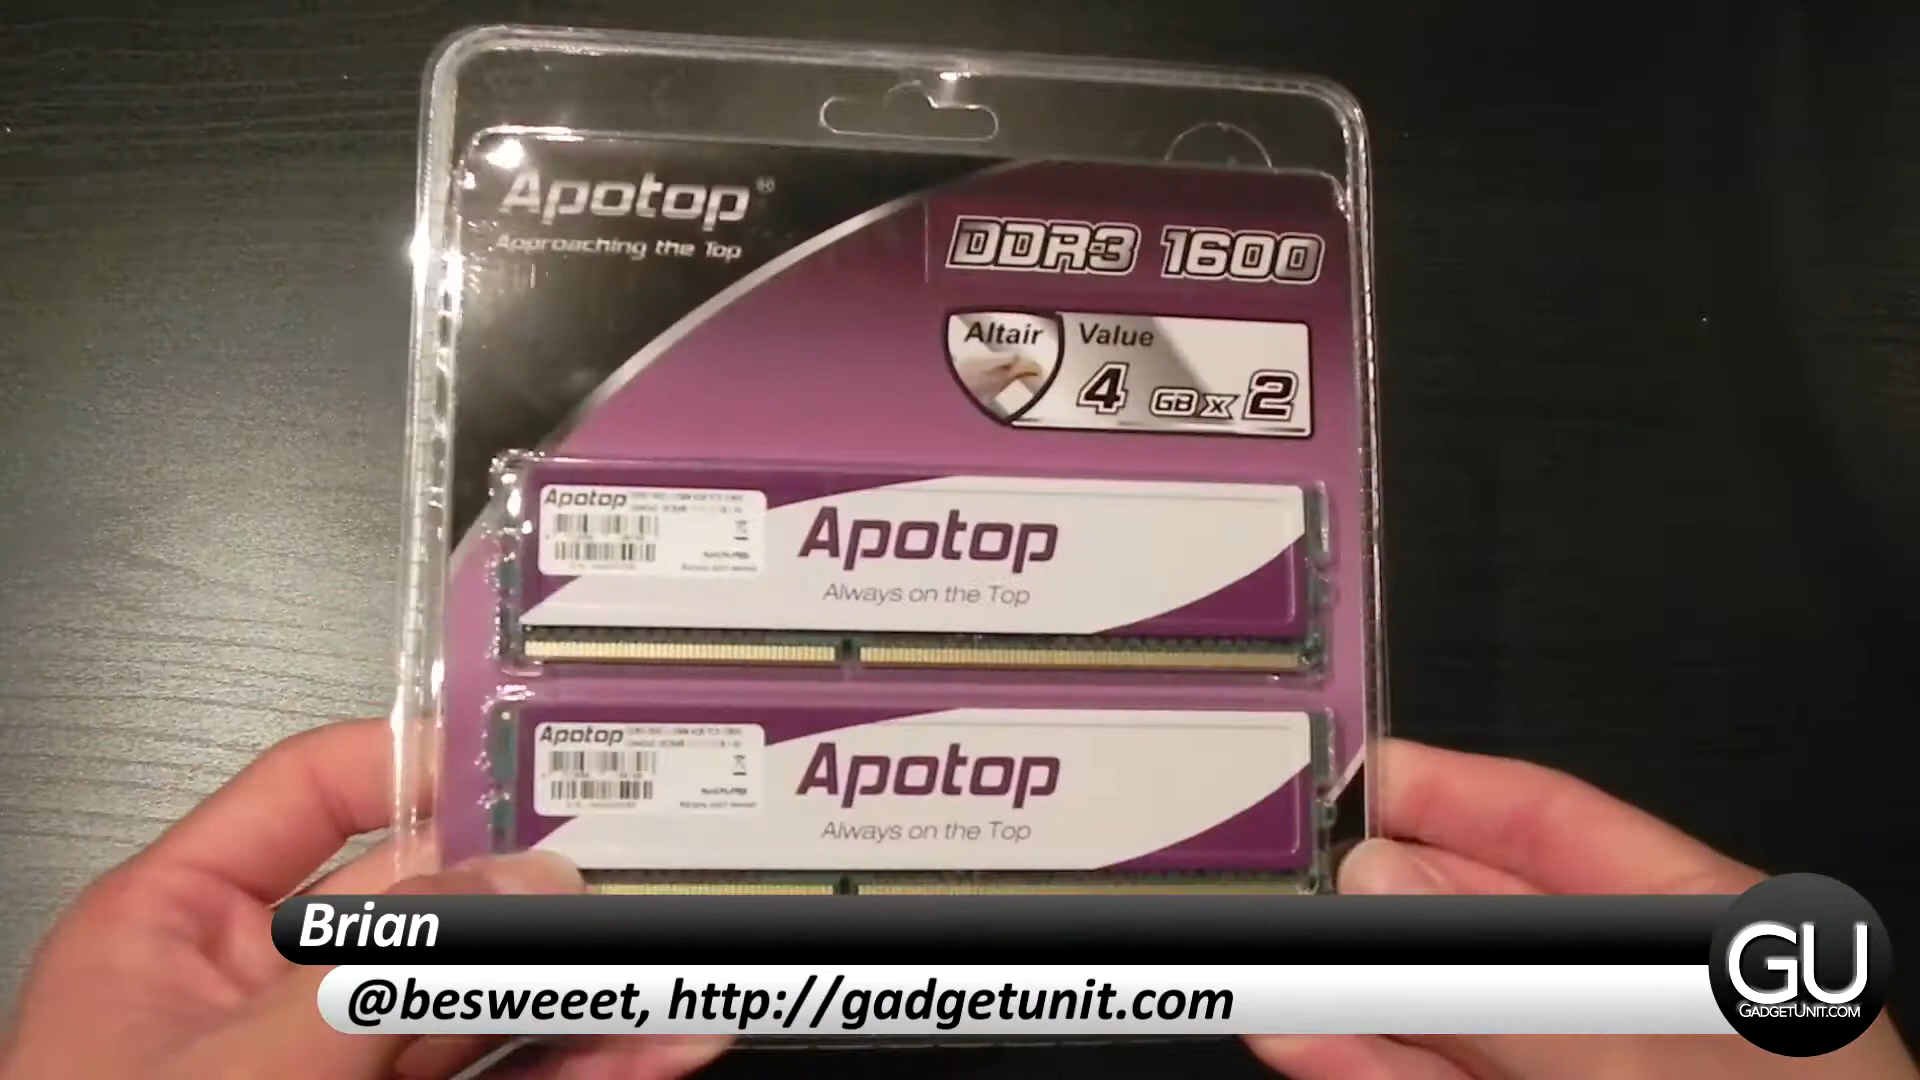 Apotop®
Approaching the Top
DDR3 1600
Altair
Value
4 GB x 2
Apotop
Apotop
Always on the Top
Apotop
Apotop
Always on the Top
Brian
@besweeet, http://gadgetunit.com
GU
GADGETUNIT.COM